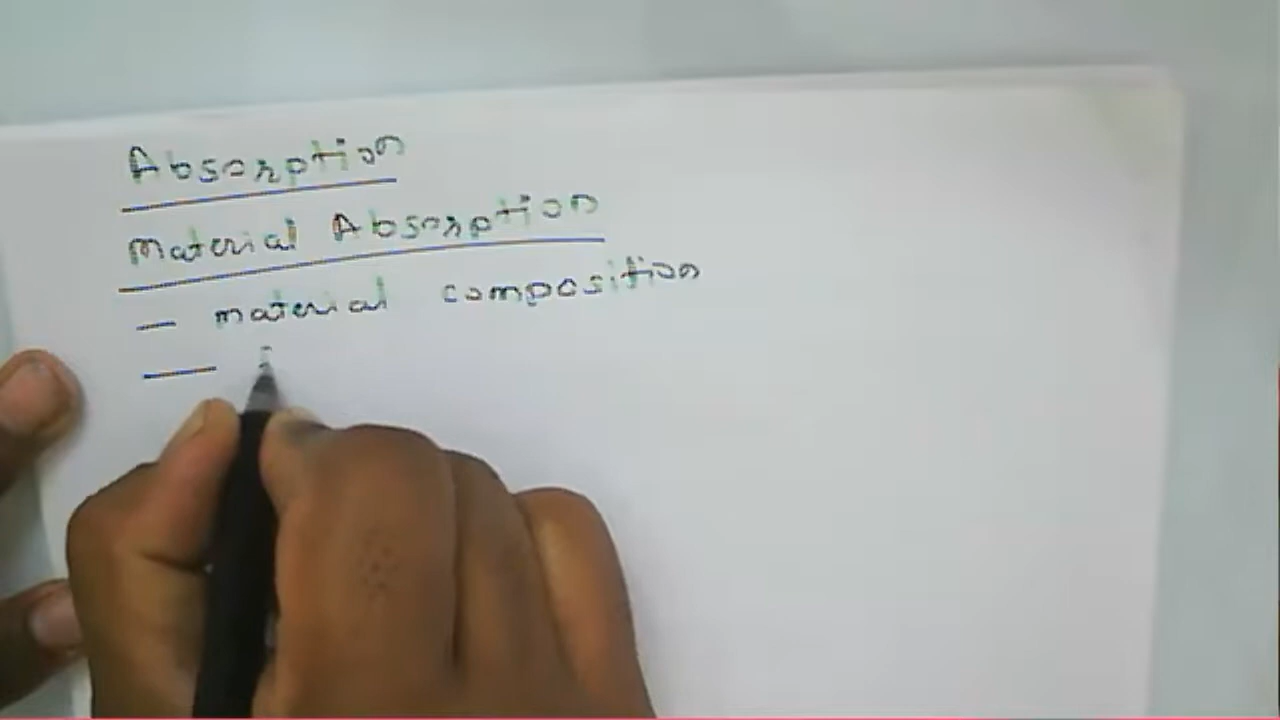 Absorption
Material Absorption
— material composition
—